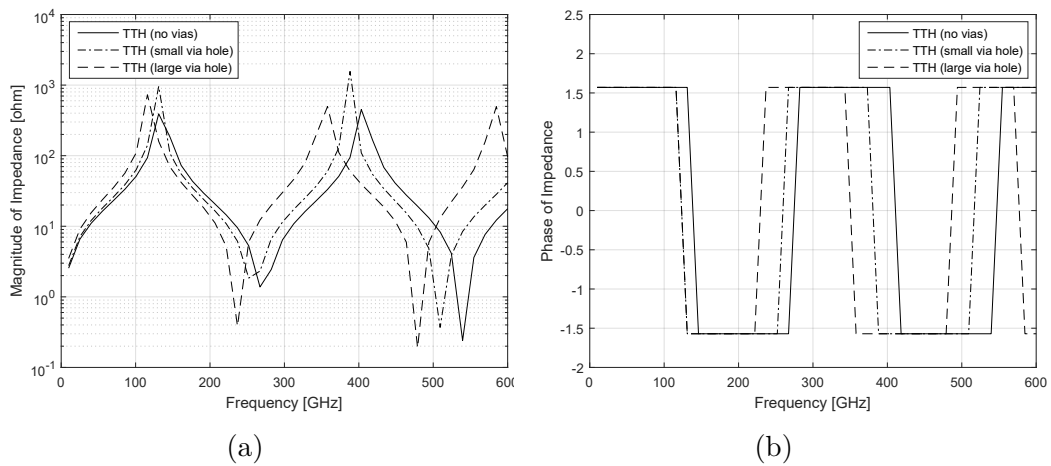 10^4
10^3
10^2
10^1
10^0
10^-1
Magnitude of Impedance [ohm]
TTH (no vias)
TTH (small via hole)
TTH (large via hole)
0 100 200 300 400 500 600
Frequency [GHz]
(a)
2.5
2
1.5
1
0.5
0
-0.5
-1
-1.5
-2
Phase of Impedance
TTH (no vias)
TTH (small via hole)
TTH (large via hole)
0 100 200 300 400 500 600
Frequency [GHz]
(b)